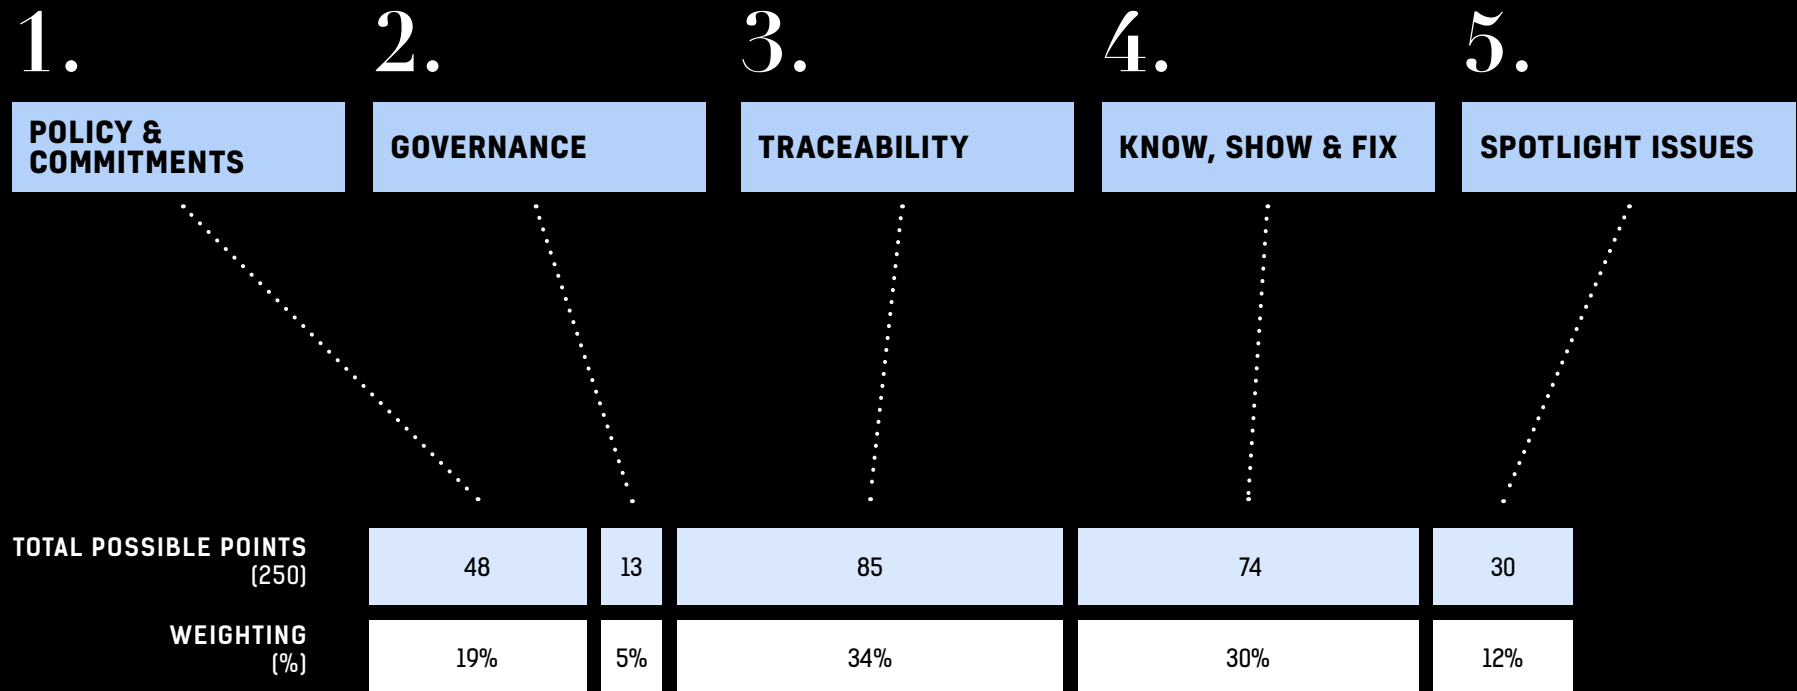 1.
2.
3.
4.
5.
POLICY &
COMMITMENTS
GOVERNANCE
TRACEABILITY
KNOW, SHOW & FIX
SPOTLIGHT ISSUES
TOTAL POSSIBLE POINTS
(250)
48
13
85
74
30
WEIGHTING
(%)
19%
5%
34%
30%
12%